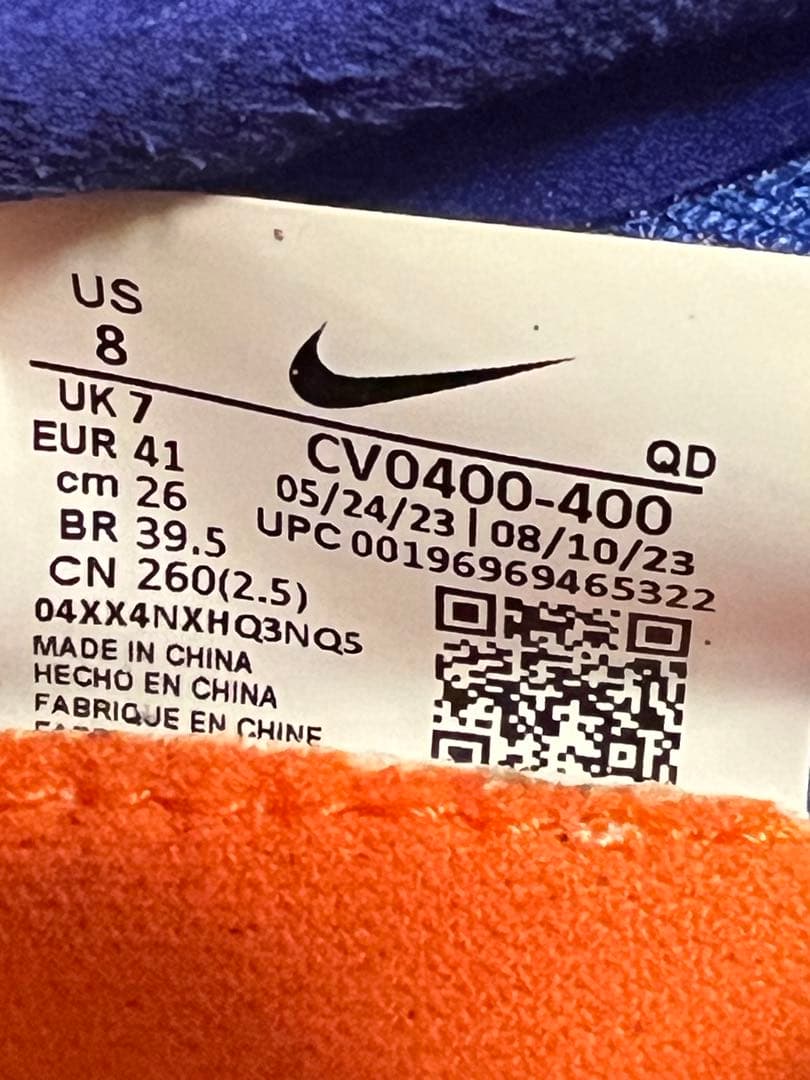 US
8
UK 7
EUR 41
cm 26
BR 39.5
CN 260(2.5)
04XX4NXHQ3NQ5
MADE IN CHINA
HECHO EN CHINA
FABRIQUE EN CHINE
QD
CV0400-400
05/24/23 | 08/10/23
UPC 00196969465322